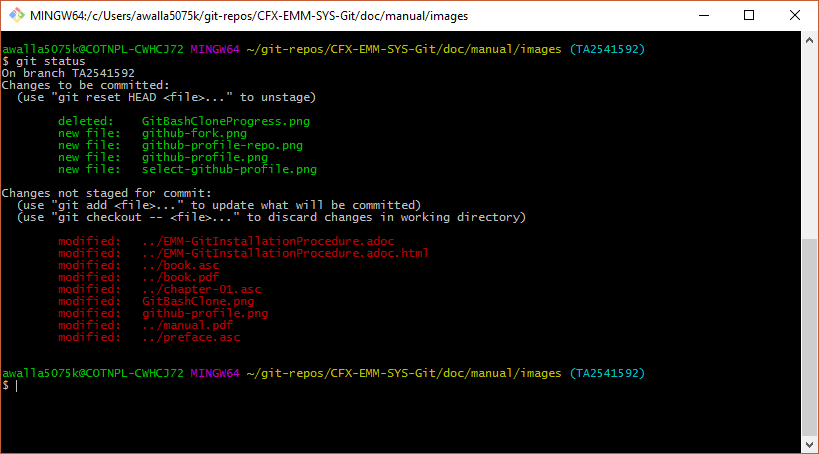 MINGW64:/c/Users/awalla5075k/git-repos/CFX-EMM-SYS-Git/doc/manual/images
awalla5075k@COTNPL-CWHCJ72 MINGW64 ~/git-repos/CFX-EMM-SYS-Git/doc/manual/images (TA2541592)
$ git status
On branch TA2541592
Changes to be committed:
  (use "git reset HEAD <file>..." to unstage)
        deleted:    GitBashCloneProgress.png
        new file:   github-fork.png
        new file:   github-profile-repo.png
        new file:   github-profile.png
        new file:   select-github-profile.png
Changes not staged for commit:
  (use "git add <file>..." to update what will be committed)
  (use "git checkout -- <file>..." to discard changes in working directory)
        modified:   ../EMM-GitInstallationProcedure.adoc
        modified:   ../EMM-GitInstallationProcedure.adoc.html
        modified:   ../book.asc
        modified:   ../book.pdf
        modified:   ../chapter-01.asc
        modified:   GitBashClone.png
        modified:   github-profile.png
        modified:   ../manual.pdf
        modified:   ../preface.asc
awalla5075k@COTNPL-CWHCJ72 MINGW64 ~/git-repos/CFX-EMM-SYS-Git/doc/manual/images (TA2541592)
$